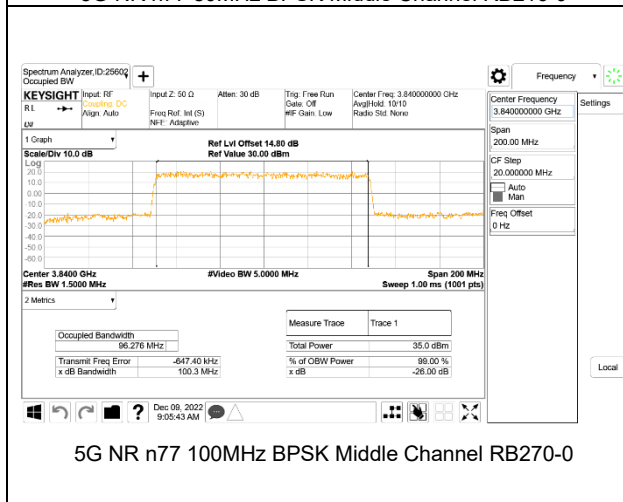 Spectrum Analyzer,ID:25602
Occupied BW
Frequency
KEYSIGHT Input: RF Input Z: 50 Ω Atten: 30 dB Trig: Free Run Center Freq: 3.840000000 GHz
RL Coupling: DC Gate: Off Avg|Hold: 10/10
Align: Auto Freq Ref: Int (S) #IF Gain: Low Radio Std: None
NFE: Adaptive
Center Frequency
3.840000000 GHz
Settings
Span
200.00 MHz
CF Step
20.000000 MHz
Auto
Man
Freq Offset
0 Hz
Local
1 Graph
Ref Lvl Offset 14.80 dB
Scale/Div 10.0 dB Ref Value 30.00 dBm
Log
20.0
10.0
0.00
-10.0
-20.0
-30.0
-40.0
-50.0
-60.0
Center 3.8400 GHz #Video BW 5.0000 MHz Span 200 MHz
#Res BW 1.5000 MHz Sweep 1.00 ms (1001 pts)
2 Metrics
Measure Trace Trace 1
Occupied Bandwidth
96.276 MHz Total Power 35.0 dBm
Transmit Freq Error -647.40 kHz % of OBW Power 99.00 %
x dB Bandwidth 100.3 MHz x dB -26.00 dB
Dec 09, 2022
9:05:43 AM
5G NR n77 100MHz BPSK Middle Channel RB270-0